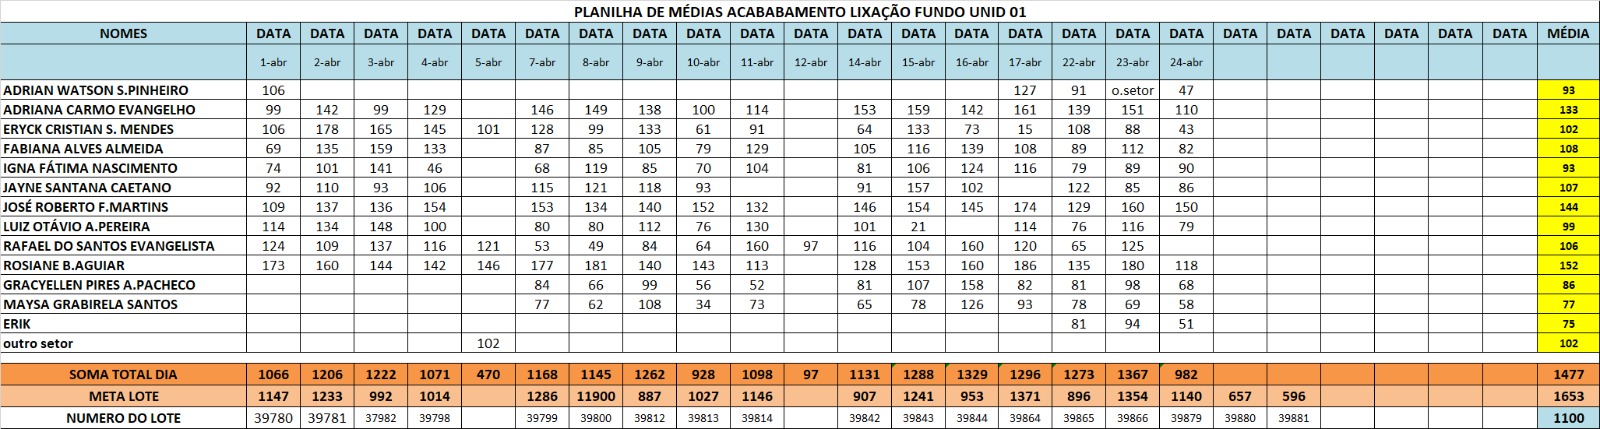 PLANILHA DE MÉDIAS ACABABAMENTO LIXAÇÃO FUNDO UNID 01
NOMES DATA DATA DATA DATA DATA DATA DATA DATA DATA DATA DATA DATA DATA DATA DATA DATA DATA DATA DATA DATA DATA DATA DATA DATA MÉDIA
1-abr 2-abr 3-abr 4-abr 5-abr 7-abr 8-abr 9-abr 10-abr 11-abr 12-abr 14-abr 15-abr 16-abr 17-abr 22-abr 23-abr 24-abr
ADRIAN WATSON S.PINHEIRO 106 127 91 o.setor 47 93
ADRIANA CARMO EVANGELHO 99 142 99 129 146 149 138 100 114 153 159 142 161 139 151 110 133
ERYCK CRISTIAN S. MENDES 106 178 165 145 101 128 99 133 61 91 64 133 73 15 108 88 43 102
FABIANA ALVES ALMEIDA 69 135 159 133 87 85 105 79 129 105 116 139 108 89 112 82 108
IGNA FÁTIMA NASCIMENTO 74 101 141 46 68 119 85 70 104 81 106 124 116 79 89 90 93
JAYNE SANTANA CAETANO 92 110 93 106 115 121 118 93 91 157 102 122 85 86 107
JOSÉ ROBERTO F.MARTINS 109 137 136 154 153 134 140 152 132 146 154 145 174 129 160 150 144
LUIZ OTÁVIO A.PEREIRA 114 134 148 100 80 80 112 76 130 101 21 114 76 116 79 99
RAFAEL DO SANTOS EVANGELISTA 124 109 137 116 121 53 49 84 64 160 97 116 104 160 120 65 125 106
ROSIANE B.AGUIAR 173 160 144 142 146 177 181 140 143 113 128 153 160 186 135 180 118 152
GRACYELLEN PIRES A.PACHECO 84 66 99 56 52 81 107 158 82 81 98 68 86
MAYSA GRABIRELA SANTOS 77 62 108 34 73 65 78 126 93 78 69 58 77
ERIK 81 94 51 75
outro setor 102 102
SOMA TOTAL DIA 1066 1206 1222 1071 470 1168 1145 1262 928 1098 97 1131 1288 1329 1296 1273 1367 982 1477
META LOTE 1147 1233 992 1014 1286 11900 887 1027 1146 907 1241 953 1371 896 1354 1140 657 596 1653
NUMERO DO LOTE 39780 39781 37982 39798 39799 39800 39812 39813 39814 39842 39843 39844 39864 39865 39866 39879 39880 39881 1100